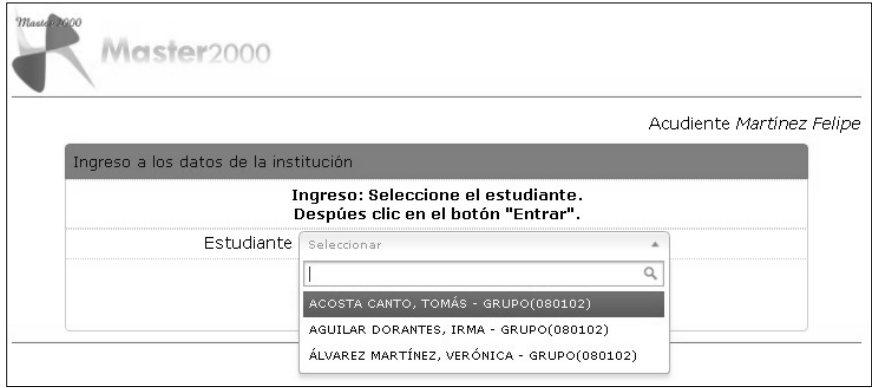 Master2000
Master2000
Acudiente Martínez Felipe
Ingreso a los datos de la institución
Ingreso: Seleccione el estudiante.
Despúes clic en el botón "Entrar".
Estudiante Seleccionar
ACOSTA CANTO, TOMÁS - GRUPO(080102)
AGUILAR DORANTES, IRMA - GRUPO(080102)
ÁLVAREZ MARTÍNEZ, VERÓNICA - GRUPO(080102)